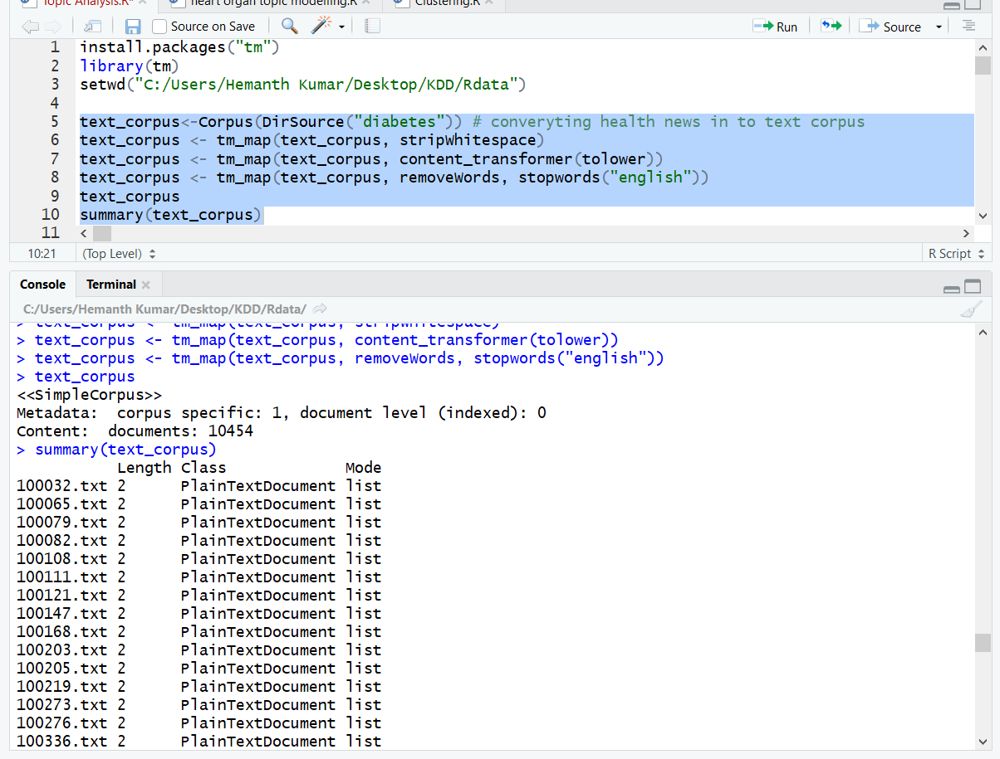 Topic Analysis.R* × heart organ topic modelling.R × Clustering.R ×
Source on Save Run Source
1 install.packages("tm")
2 library(tm)
3 setwd("C:/Users/Hemanth Kumar/Desktop/KDD/Rdata")
4
5 text_corpus<-Corpus(DirSource("diabetes")) # converyting health news in to text corpus
6 text_corpus <- tm_map(text_corpus, stripWhitespace)
7 text_corpus <- tm_map(text_corpus, content_transformer(tolower))
8 text_corpus <- tm_map(text_corpus, removeWords, stopwords("english"))
9 text_corpus
10 summary(text_corpus)
11
10:21 (Top Level) R Script
Console Terminal ×
C:/Users/Hemanth Kumar/Desktop/KDD/Rdata/
> text_corpus <- tm_map(text_corpus, stripWhitespace)
> text_corpus <- tm_map(text_corpus, content_transformer(tolower))
> text_corpus <- tm_map(text_corpus, removeWords, stopwords("english"))
> text_corpus
<<SimpleCorpus>>
Metadata:  corpus specific: 1, document level (indexed): 0
Content:  documents: 10454
> summary(text_corpus)
Length Class Mode
100032.txt 2 PlainTextDocument list
100065.txt 2 PlainTextDocument list
100079.txt 2 PlainTextDocument list
100082.txt 2 PlainTextDocument list
100108.txt 2 PlainTextDocument list
100111.txt 2 PlainTextDocument list
100121.txt 2 PlainTextDocument list
100147.txt 2 PlainTextDocument list
100168.txt 2 PlainTextDocument list
100203.txt 2 PlainTextDocument list
100205.txt 2 PlainTextDocument list
100219.txt 2 PlainTextDocument list
100273.txt 2 PlainTextDocument list
100276.txt 2 PlainTextDocument list
100336.txt 2 PlainTextDocument list